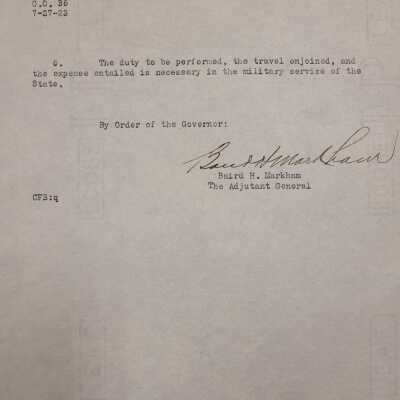 G.O. 36
7-27-23
6. The duty to be performed, the travel enjoined, and
the expense entailed is necessary in the military service of the
State.
By Order of the Governor:
Baird H Markham
Baird H. Markham
The Adjutant General
CFB:q